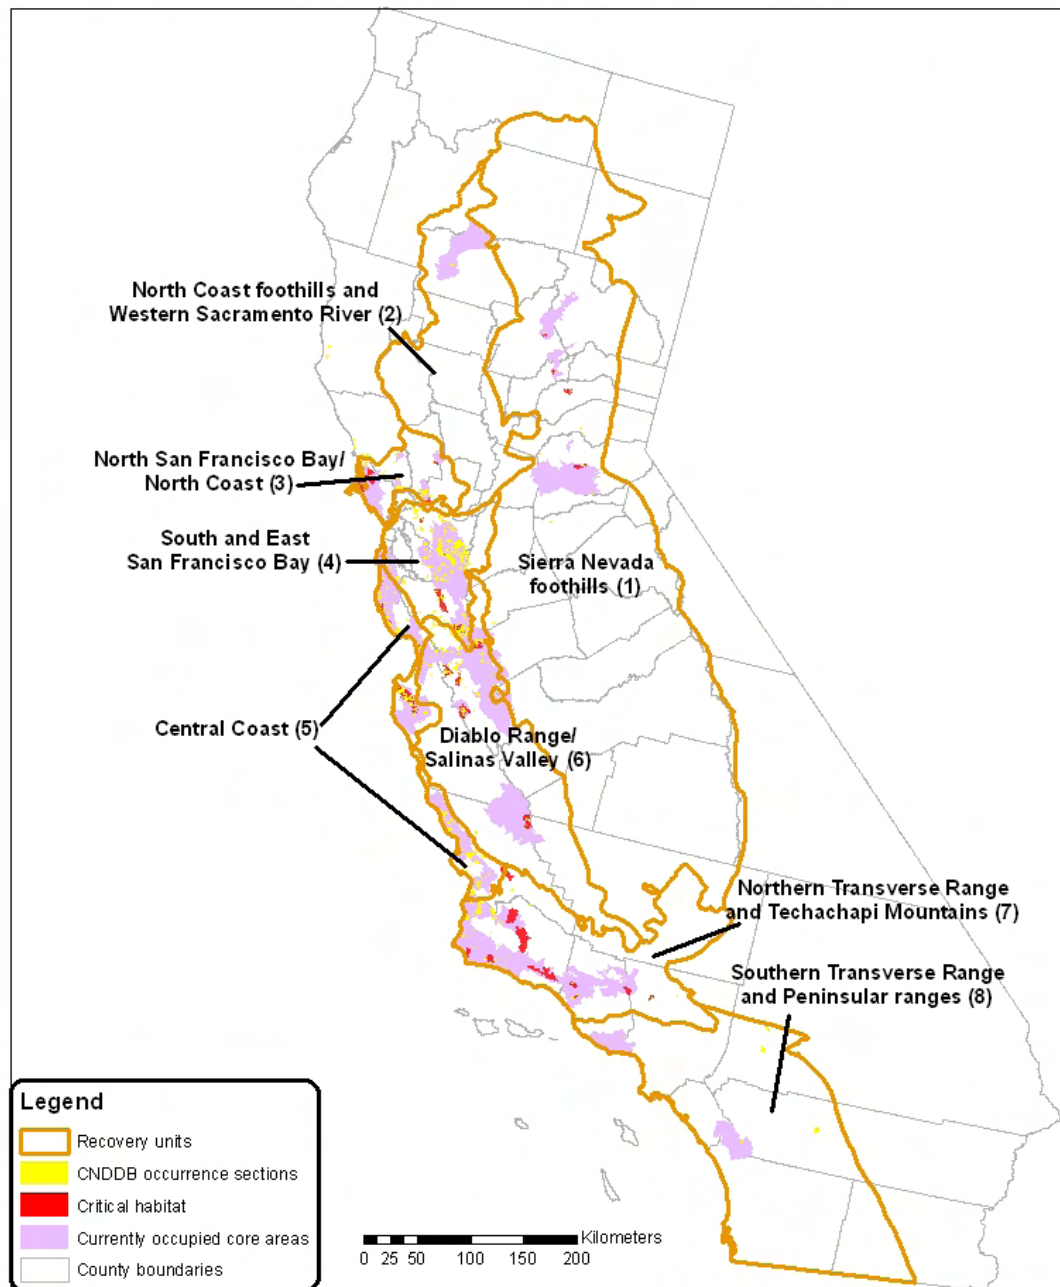 North Coast foothills and
Western Sacramento River (2)
North San Francisco Bay/
North Coast (3)
South and East
San Francisco Bay (4)
Sierra Nevada
foothills (1)
Central Coast (5)
Diablo Range/
Salinas Valley (6)
Northern Transverse Range
and Techachapi Mountains (7)
Southern Transverse Range
and Peninsular ranges (8)
Legend
Recovery units
CNDDB occurrence sections
Critical habitat
Currently occupied core areas
County boundaries
Kilometers
0 25 50 100 150 200